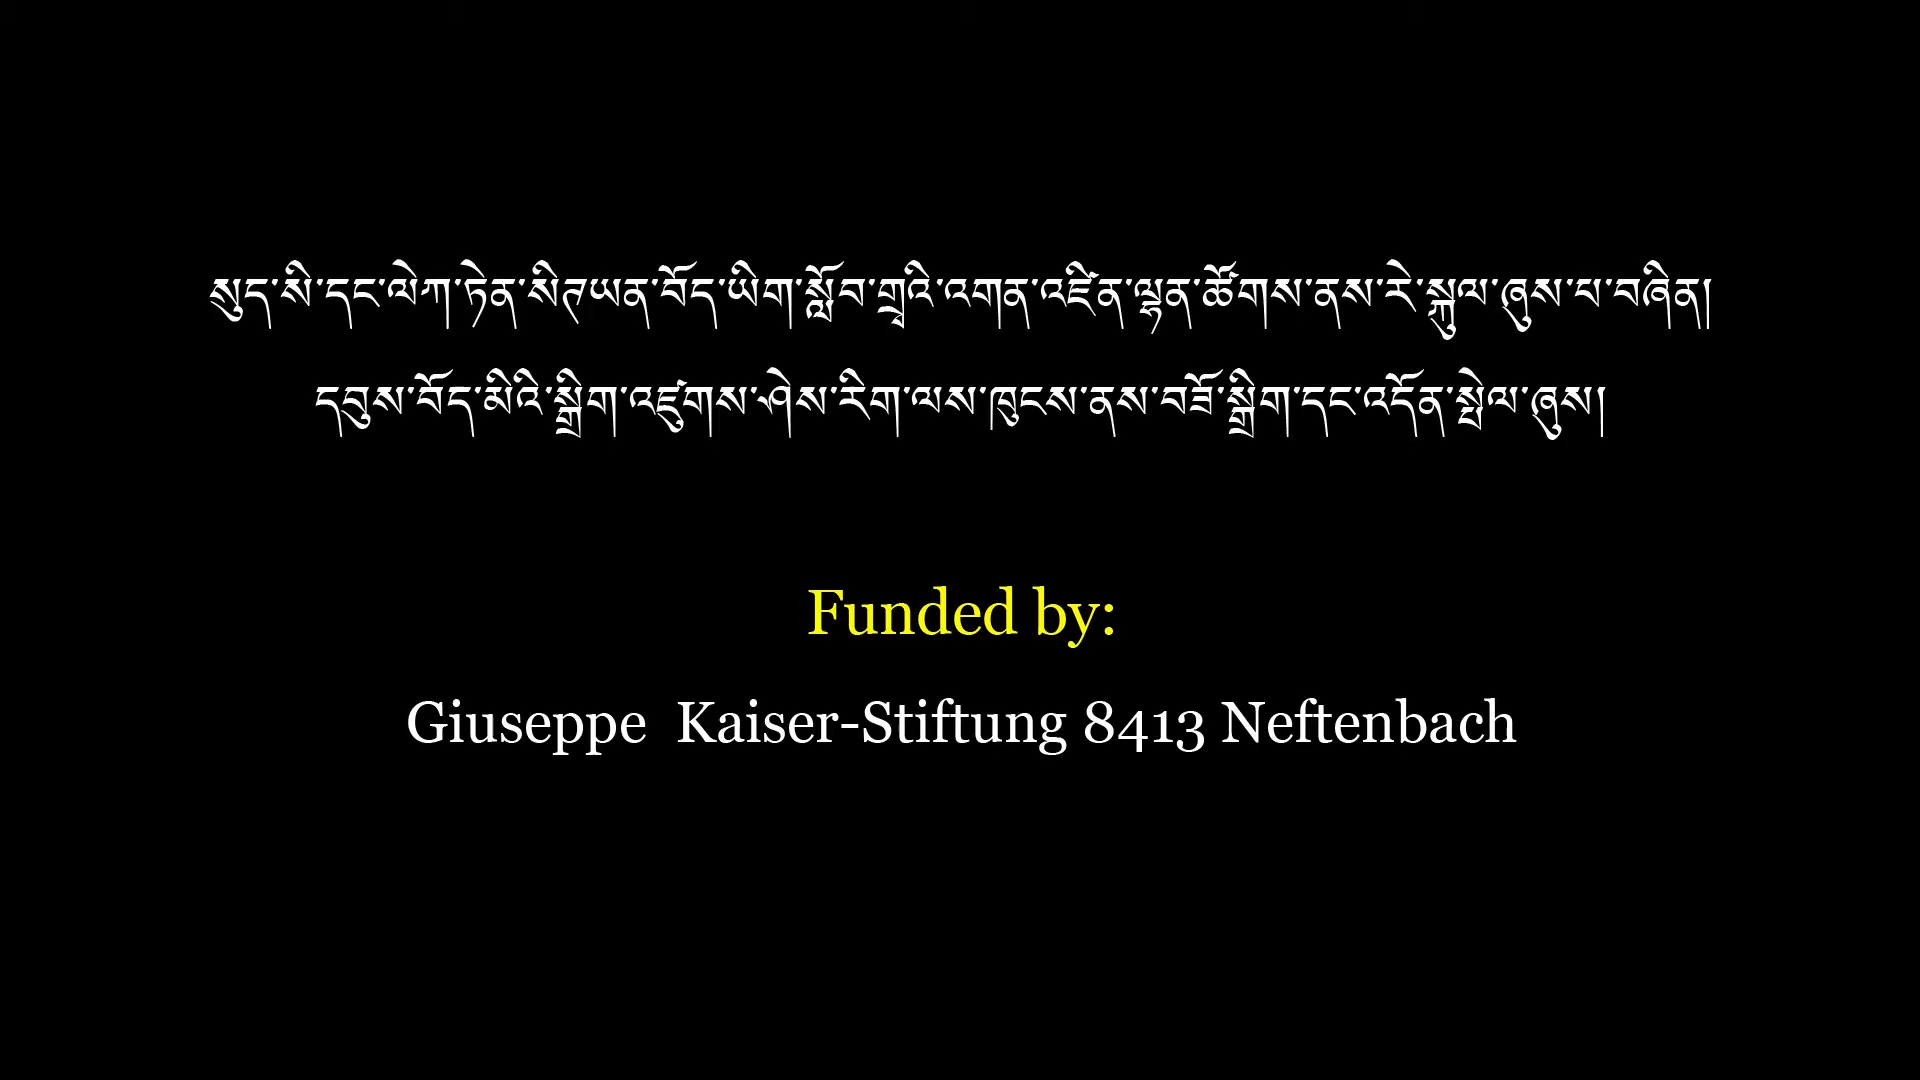 སུད་སི་དང་ལེཀ་ཏེན་སིཊཡན་བོད་ཡིག་སློབ་གྲྭའི་འགན་འཛིན་ལྷན་ཚོགས་ནས་རེ་སྐུལ་ཞུས་པ་བཞིན།
དབུས་བོད་མིའི་སྒྲིག་འཛུགས་ཤེས་རིག་ལས་ཁུངས་ནས་བཟོ་སྒྲིག་དང་འདོན་སྤེལ་ཞུས།
Funded by:
Giuseppe  Kaiser-Stiftung 8413 Neftenbach